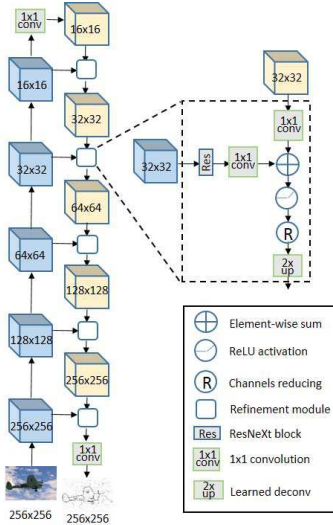 1x1
conv
16x16
16x16
32x32
32x32
64x64
64x64
128x128
128x128
256x256
256x256
1x1
conv
256x256
256x256
32x32
1x1
conv
32x32
Res
1x1
conv
R
2x
up
Element-wise sum
ReLU activation
R
Channels reducing
Refinement module
Res
ResNeXt block
1x1
conv
1x1 convolution
2x
up
Learned deconv